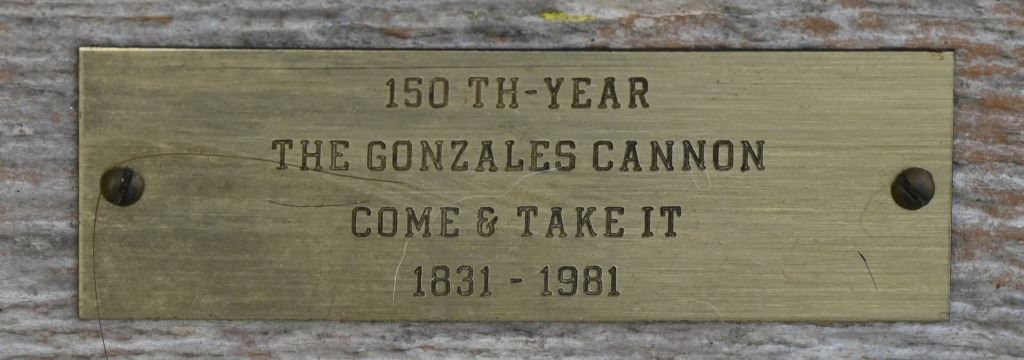 150 TH-YEAR
THE GONZALES CANNON
COME & TAKE IT
1831 - 1981